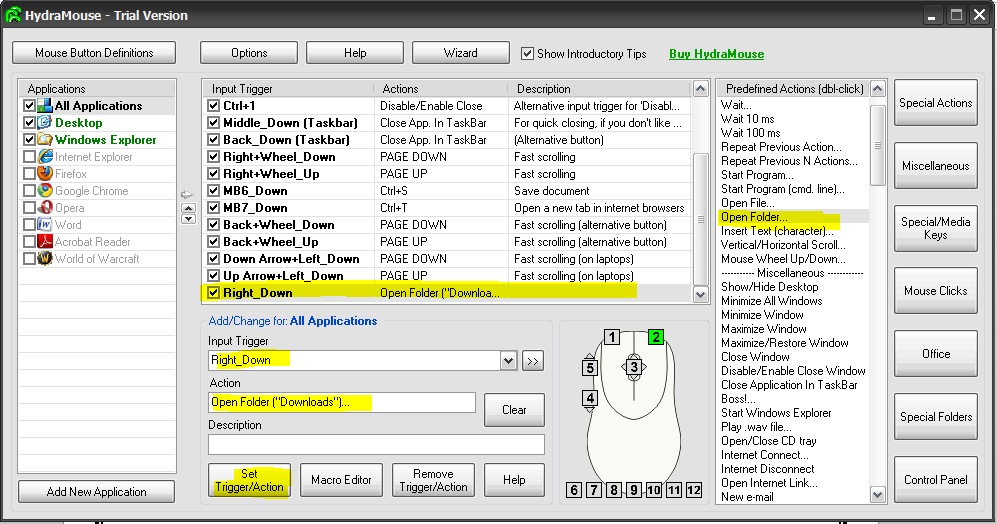 HydraMouse - Trial Version
Mouse Button Definitions
Options
Help
Wizard
Show Introductory Tips
Buy HydraMouse
Applications
All Applications
Desktop
Windows Explorer
Internet Explorer
Firefox
Google Chrome
Opera
Word
Acrobat Reader
World of Warcraft
Add New Application
Input Trigger Actions Description
Ctrl+1 Disable/Enable Close Alternative input trigger for 'Disabl...
Middle_Down (Taskbar) Close App. In TaskBar For quick closing, if you don't like ...
Back_Down (Taskbar) Close App. In TaskBar (Alternative button)
Right+Wheel_Down PAGE DOWN Fast scrolling
Right+Wheel_Up PAGE UP Fast scrolling
MB6_Down Ctrl+S Save document
MB7_Down Ctrl+T Open a new tab in internet browsers
Back+Wheel_Down PAGE DOWN Fast scrolling (alternative button)
Back+Wheel_Up PAGE UP Fast scrolling (alternative button)
Down Arrow+Left_Down PAGE DOWN Fast scrolling (on laptops)
Up Arrow+Left_Down PAGE UP Fast scrolling (on laptops)
Right_Down Open Folder ("Downloa...
Add/Change for: All Applications
Input Trigger
Right_Down
>>
Action
Open Folder ("Downloads")...
Clear
Description
Set
Trigger/Action
Macro Editor
Remove
Trigger/Action
Help
1 2
3
5
4
6 7 8 9 10 11 12
Predefined Actions (dbl-click)
Wait...
Wait 10 ms
Wait 100 ms
Repeat Previous Action...
Repeat Previous N Actions...
Start Program...
Start Program (cmd. line)...
Open File...
Open Folder...
Insert Text (character)...
Vertical/Horizontal Scroll...
Mouse Wheel Up/Down...
----------- Miscellaneous ------------
Show/Hide Desktop
Minimize All Windows
Minimize Window
Maximize Window
Maximize/Restore Window
Close Window
Disable/Enable Close Window
Close Application In TaskBar
Boss!...
Start Windows Explorer
Play .wav file...
Open/Close CD tray
Internet Connect...
Internet Disconnect
Open Internet Link...
New e-mail
Special Actions
Miscellaneous
Special/Media
Keys
Mouse Clicks
Office
Special Folders
Control Panel